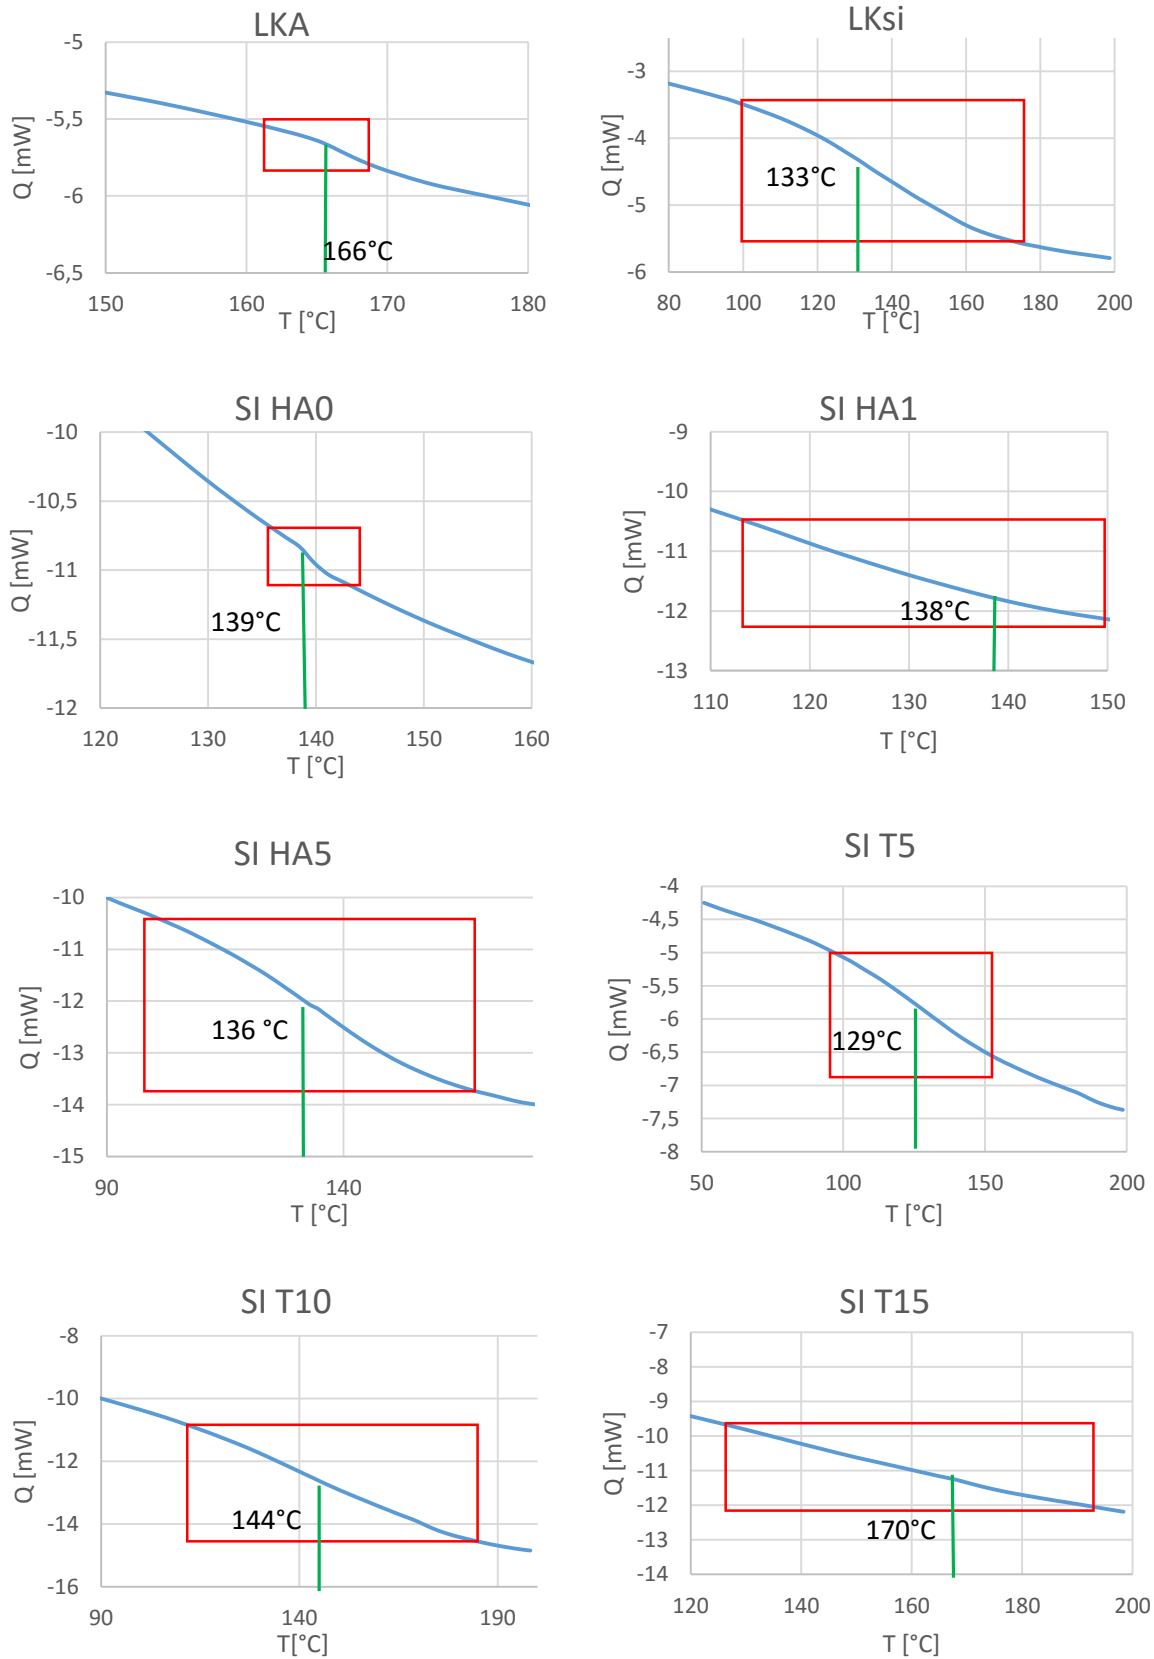 LKA
-5
-5,5
-6
-6,5
Q [mW]
166°C
150 160 170 180
T [°C]
LKsi
-3
-4
-5
-6
Q [mW]
133°C
80 100 120 140 160 180 200
T [°C]
SI HA0
-10
-10,5
-11
-11,5
-12
Q [mW]
139°C
120 130 140 150 160
T [°C]
SI HA1
-9
-10
-11
-12
-13
Q [mW]
138°C
110 120 130 140 150
T [°C]
SI HA5
-10
-11
-12
-13
-14
-15
Q [mW]
136 °C
90 140
T [°C]
SI T5
-4
-4,5
-5
-5,5
-6
-6,5
-7
-7,5
-8
Q [mW]
129°C
50 100 150 200
T [°C]
SI T10
-8
-10
-12
-14
-16
Q [mW]
144°C
90 140 190
T[°C]
SI T15
-7
-8
-9
-10
-11
-12
-13
-14
Q [mW]
170°C
120 140 160 180 200
T [°C]